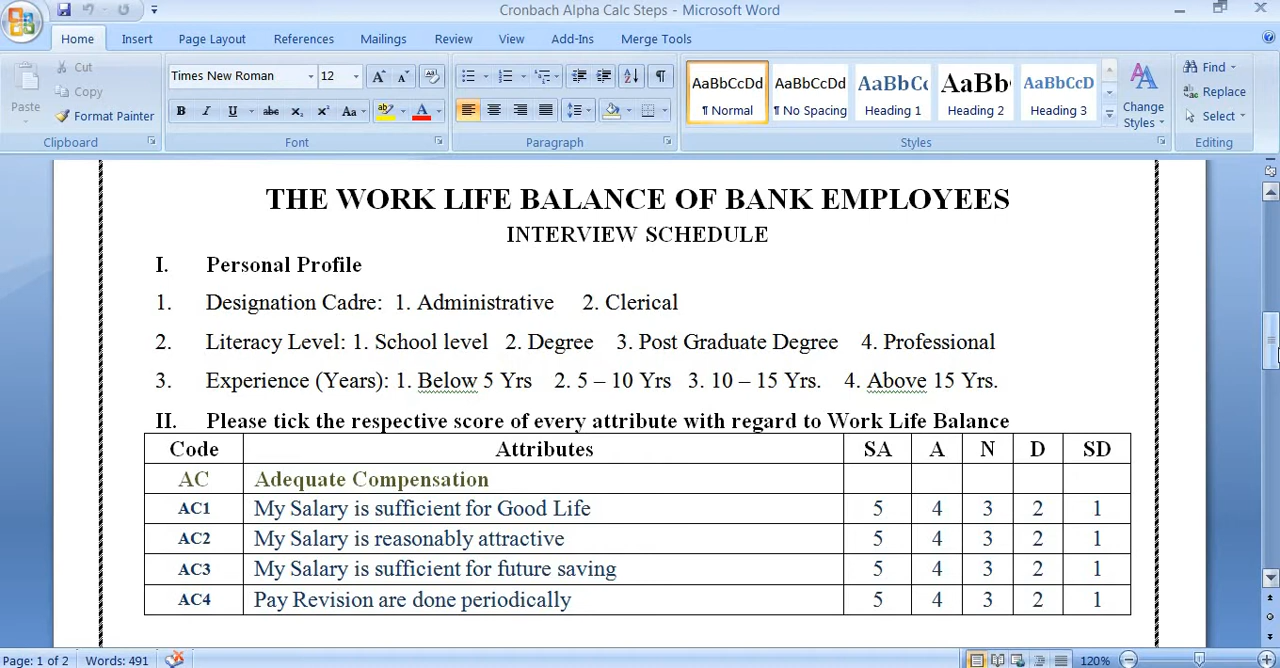 Cronbach Alpha Calc Steps - Microsoft Word
Home Insert Page Layout References Mailings Review View Add-Ins Merge Tools
Paste Cut Copy Format Painter Clipboard
Times New Roman 12 Font
Paragraph
AaBbCcDd ¶ Normal AaBbCcDd ¶ No Spacing AaBbCc Heading 1 AaBb Heading 2 AaBbCcD Heading 3 Change Styles Styles
Find Replace Select Editing
THE WORK LIFE BALANCE OF BANK EMPLOYEES
INTERVIEW SCHEDULE
I. Personal Profile
1. Designation Cadre: 1. Administrative 2. Clerical
2. Literacy Level: 1. School level 2. Degree 3. Post Graduate Degree 4. Professional
3. Experience (Years): 1. Below 5 Yrs 2. 5 – 10 Yrs 3. 10 – 15 Yrs. 4. Above 15 Yrs.
II. Please tick the respective score of every attribute with regard to Work Life Balance
Code Attributes SA A N D SD
AC Adequate Compensation
AC1 My Salary is sufficient for Good Life 5 4 3 2 1
AC2 My Salary is reasonably attractive 5 4 3 2 1
AC3 My Salary is sufficient for future saving 5 4 3 2 1
AC4 Pay Revision are done periodically 5 4 3 2 1
Page: 1 of 2 Words: 491 120%